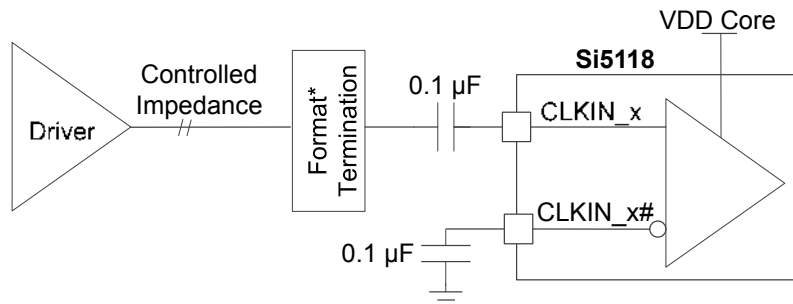 VDD Core
Si5118
Controlled
Impedance
0.1 µF
Driver
Format*
Termination
CLKIN_x
CLKIN_x#
0.1 µF